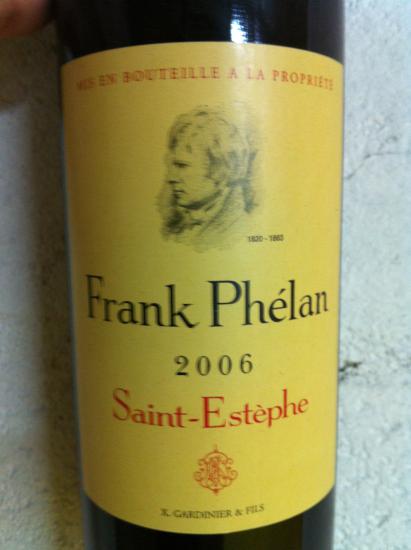 MIS EN BOUTEILLE A LA PROPRIÉTÉ
1820 - 1883
Frank Phélan
2006
Saint-Estèphe
X. GARDINIER & FILS